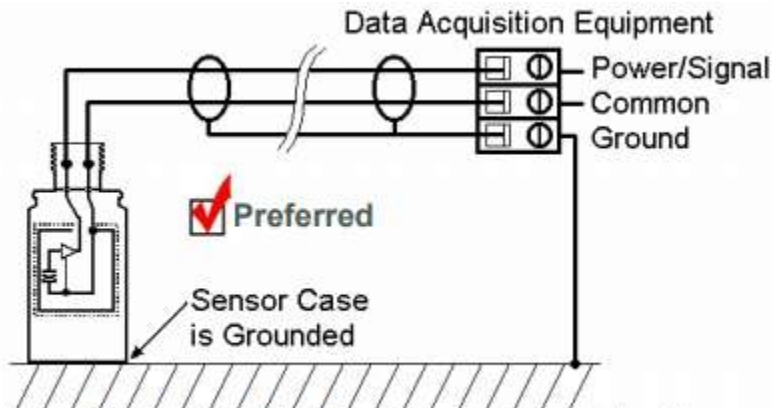 Data Acquisition Equipment
Power/Signal
Common
Ground
Preferred
Sensor Case
is Grounded